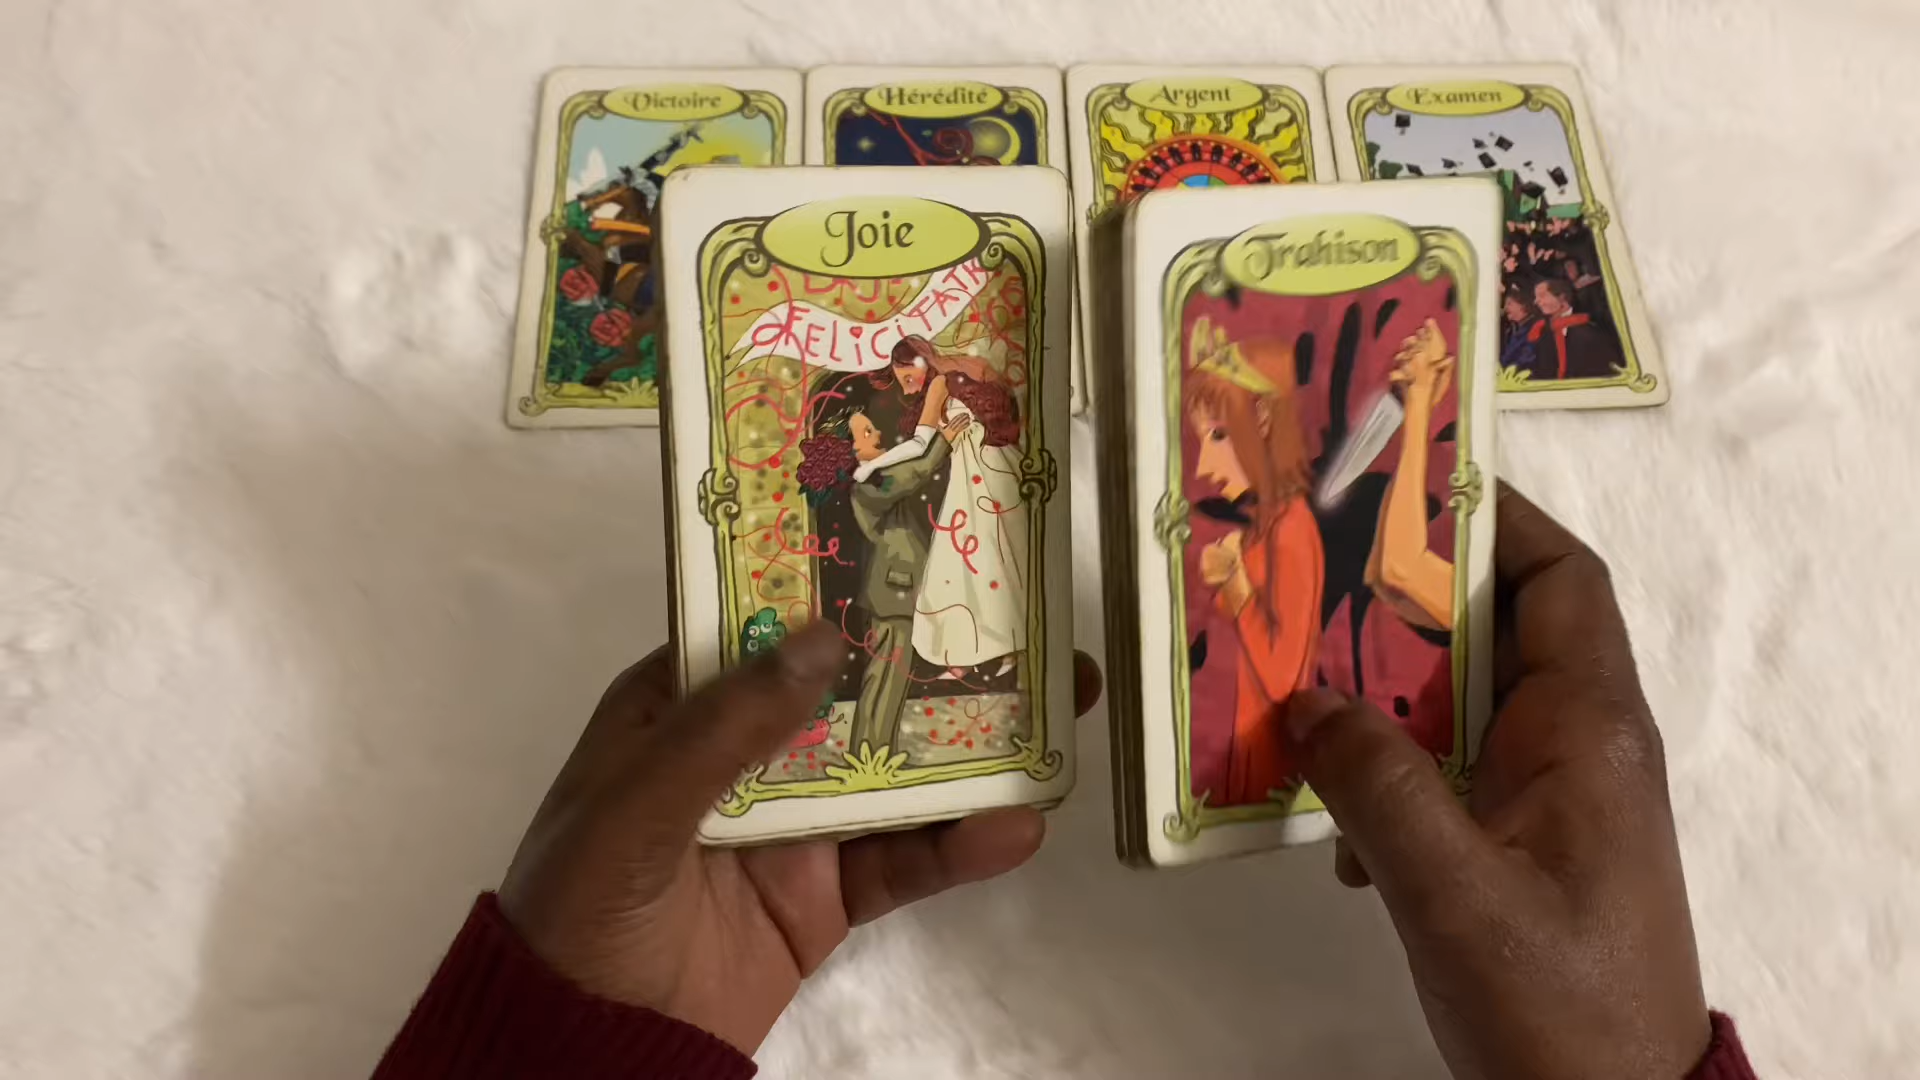 Victoire
Hérédité
Argent
Examen
Joie
Trahison
FELICITATI